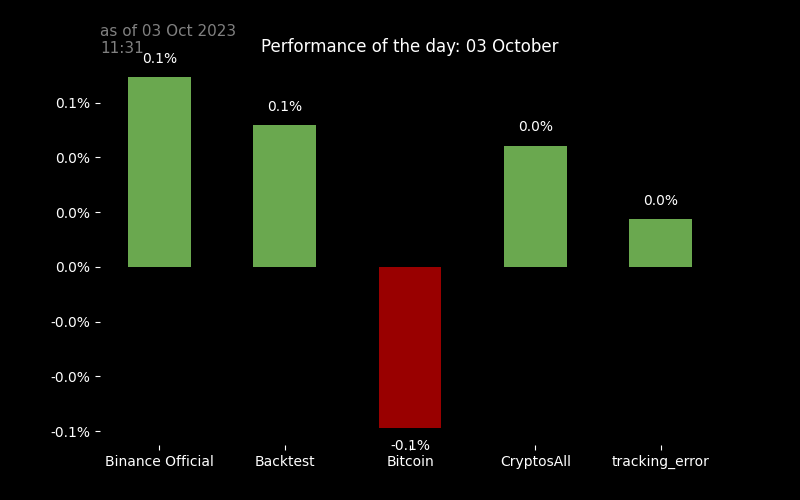 as of 03 Oct 2023
11:31
Performance of the day: 03 October
0.1%
0.1%
-0.1%
0.0%
0.0%
0.1%
0.0%
0.0%
0.0%
-0.0%
-0.0%
-0.1%
Binance Official
Backtest
Bitcoin
CryptosAll
tracking_error